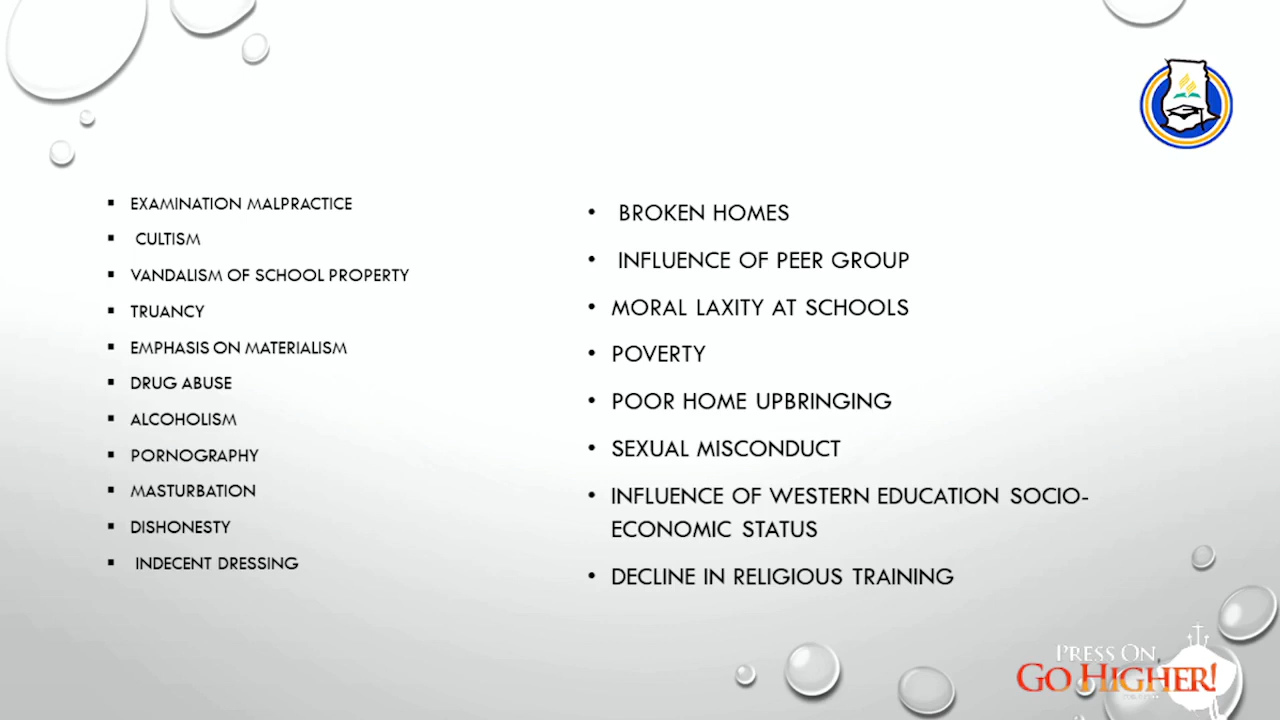 EXAMINATION MALPRACTICE
CULTISM
VANDALISM OF SCHOOL PROPERTY
TRUANCY
EMPHASIS ON MATERIALISM
DRUG ABUSE
ALCOHOLISM
PORNOGRAPHY
MASTURBATION
DISHONESTY
INDECENT DRESSING
BROKEN HOMES
INFLUENCE OF PEER GROUP
MORAL LAXITY AT SCHOOLS
POVERTY
POOR HOME UPBRINGING
SEXUAL MISCONDUCT
INFLUENCE OF WESTERN EDUCATION SOCIO-
ECONOMIC STATUS
DECLINE IN RELIGIOUS TRAINING
PRESS ON,
GO HIGHER!